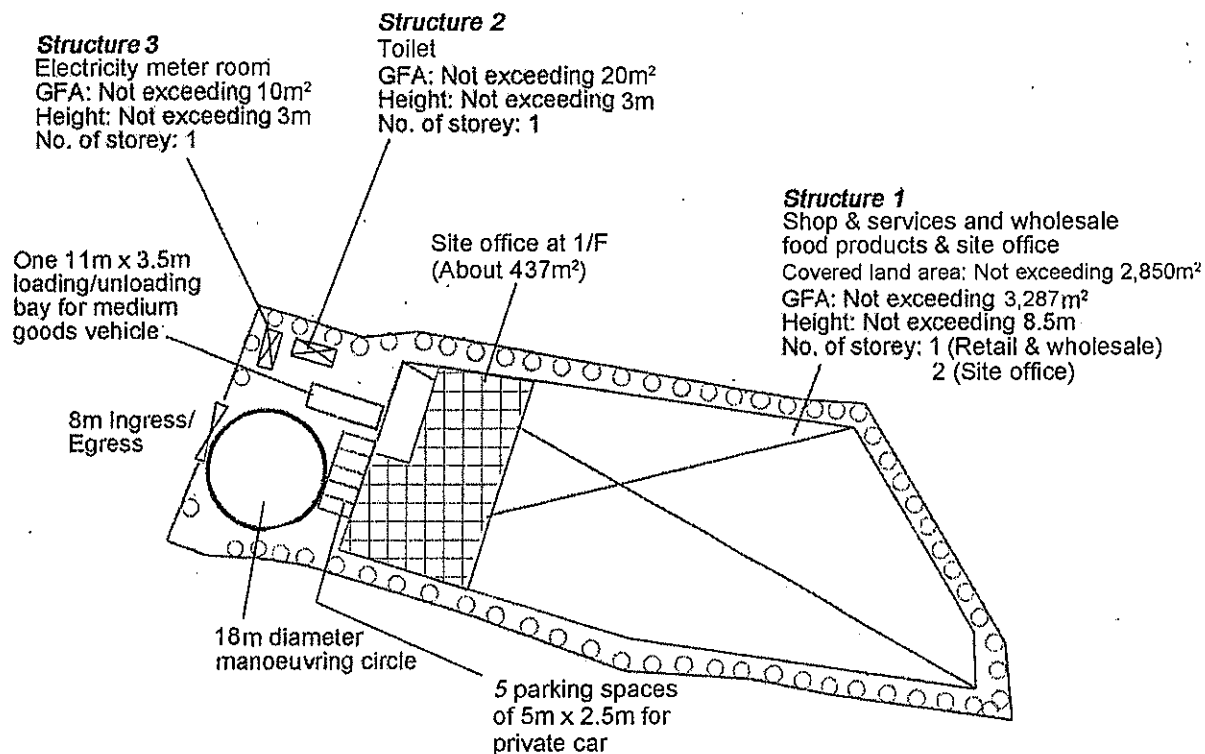 Structure 3
Electricity meter room
GFA: Not exceeding 10m²
Height: Not exceeding 3m
No. of storey: 1
Structure 2
Toilet
GFA: Not exceeding 20m²
Height: Not exceeding 3m
No. of storey: 1
Structure 1
Shop & services and wholesale
food products & site office
Covered land area: Not exceeding 2,850m²
GFA: Not exceeding 3,287m²
Height: Not exceeding 8.5m
No. of storey: 1 (Retail & wholesale)
2 (Site office)
Site office at 1/F
(About 437m²)
One 11m x 3.5m
loading/unloading
bay for medium
goods vehicle
8m Ingress/
Egress
18m diameter
manoeuvring circle
5 parking spaces
of 5m x 2.5m for
private car